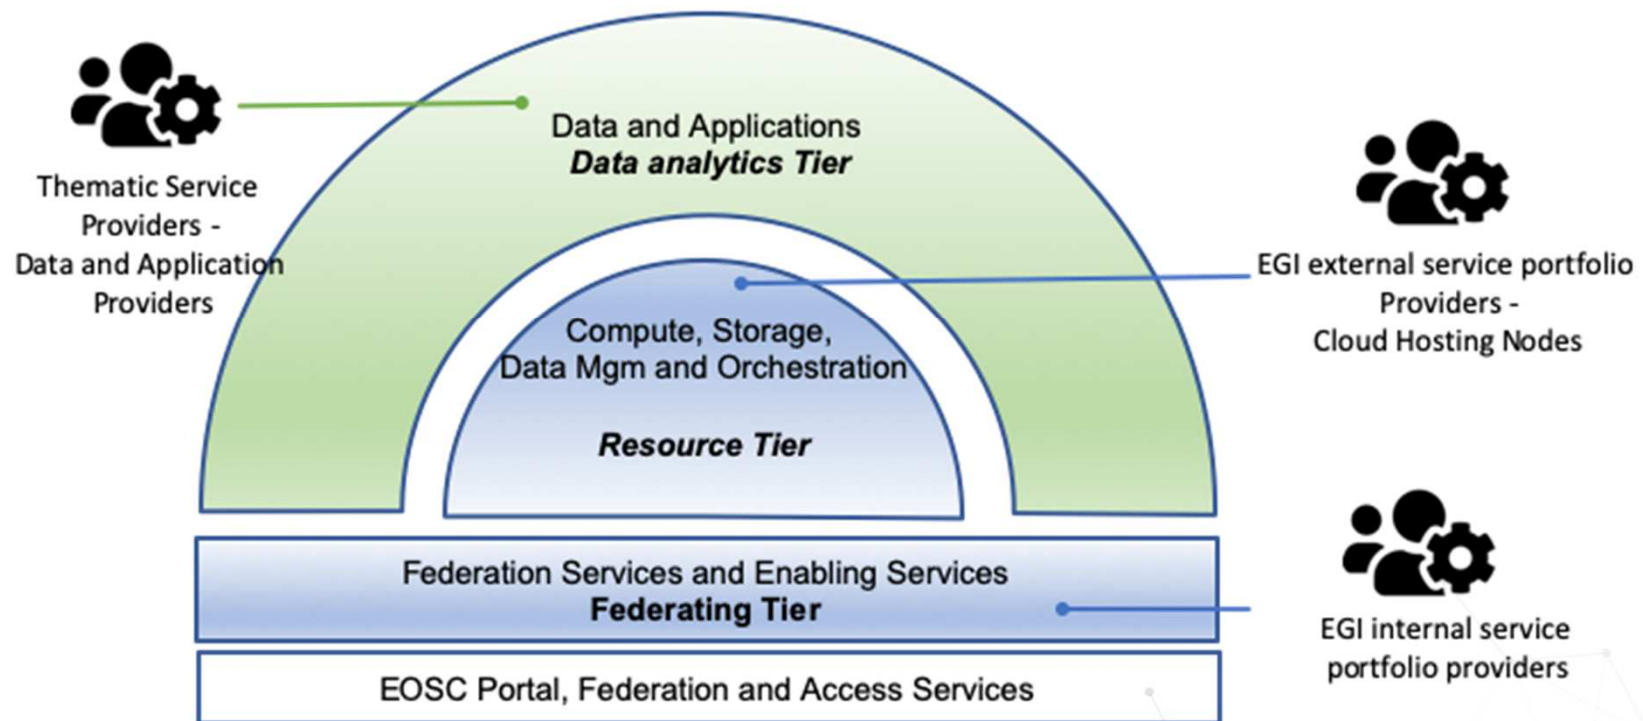 Thematic Service
Providers -
Data and Application
Providers
Data and Applications
Data analytics Tier
EGI external service portfolio
Providers -
Cloud Hosting Nodes
Compute, Storage,
Data Mgm and Orchestration
Resource Tier
Federation Services and Enabling Services
Federating Tier
EGI internal service
portfolio providers
EOSC Portal, Federation and Access Services